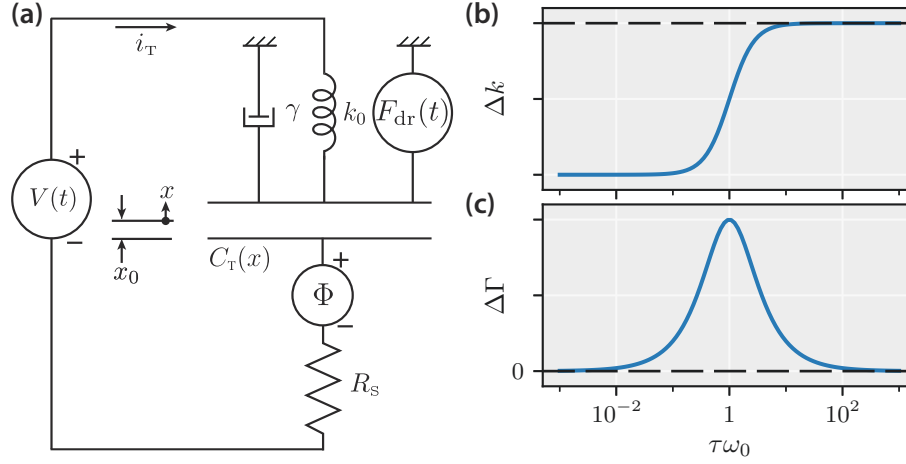 (a)
i_T
γ
k_0
F_dr(t)
+
V(t)
−
x
x_0
C_T(x)
+
Φ
−
R_S
(b)
Δk
(c)
ΔΓ
0
10^{-2}
1
10^2
τω_0